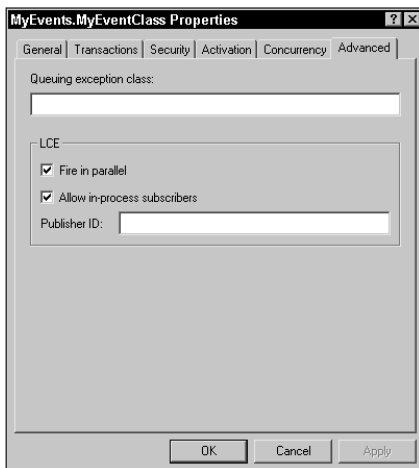 MyEvents.MyEventClass Properties
General Transactions Security Activation Concurrency Advanced
Queuing exception class:
LCE
Fire in parallel
Allow in-process subscribers
Publisher ID:
OK Cancel Apply